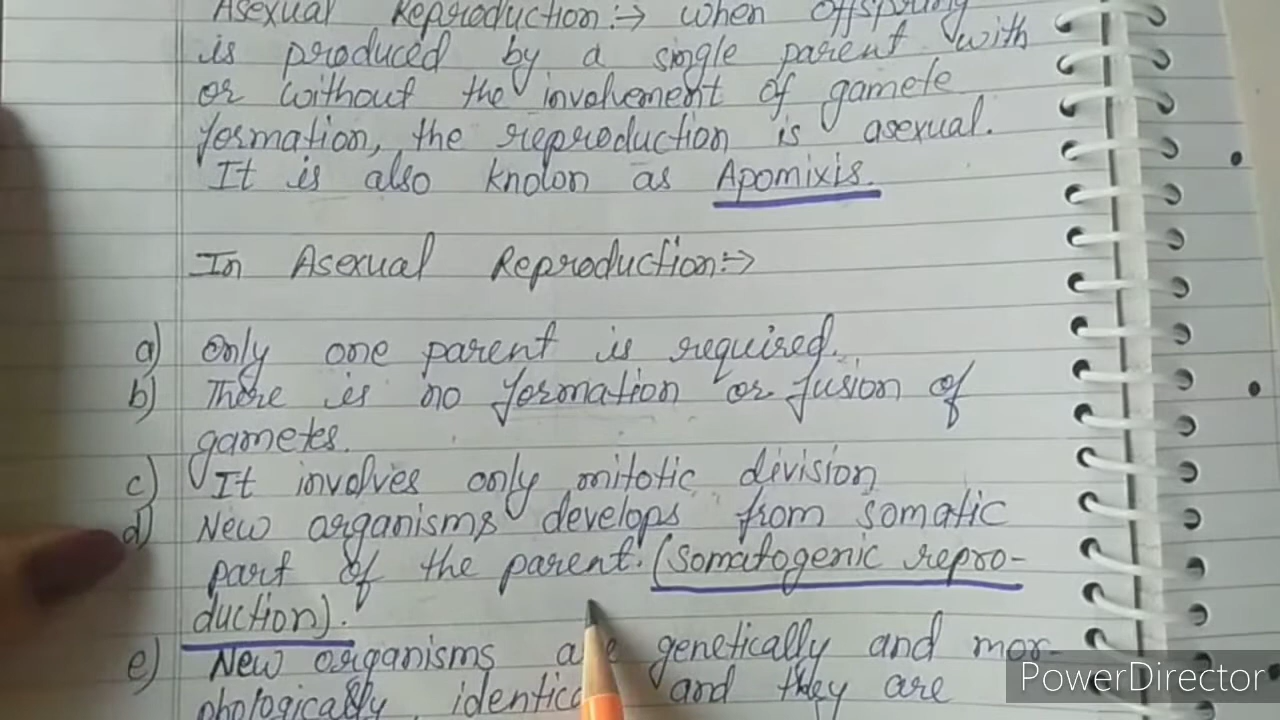 Asexual Reproduction:→ When offspring
is produced by a single parent with
or without the involvement of gamete
formation, the reproduction is asexual.
It is also known as Apomixis.
In Asexual Reproduction:→
a) Only one parent is required.
b) There is no formation or fusion of
gametes.
c) It involves only mitotic division
d) New organisms develops from somatic
part of the parent. (Somatogenic repro-
duction).
e) New organisms are genetically and mor-
phologically identical and they are
PowerDirector